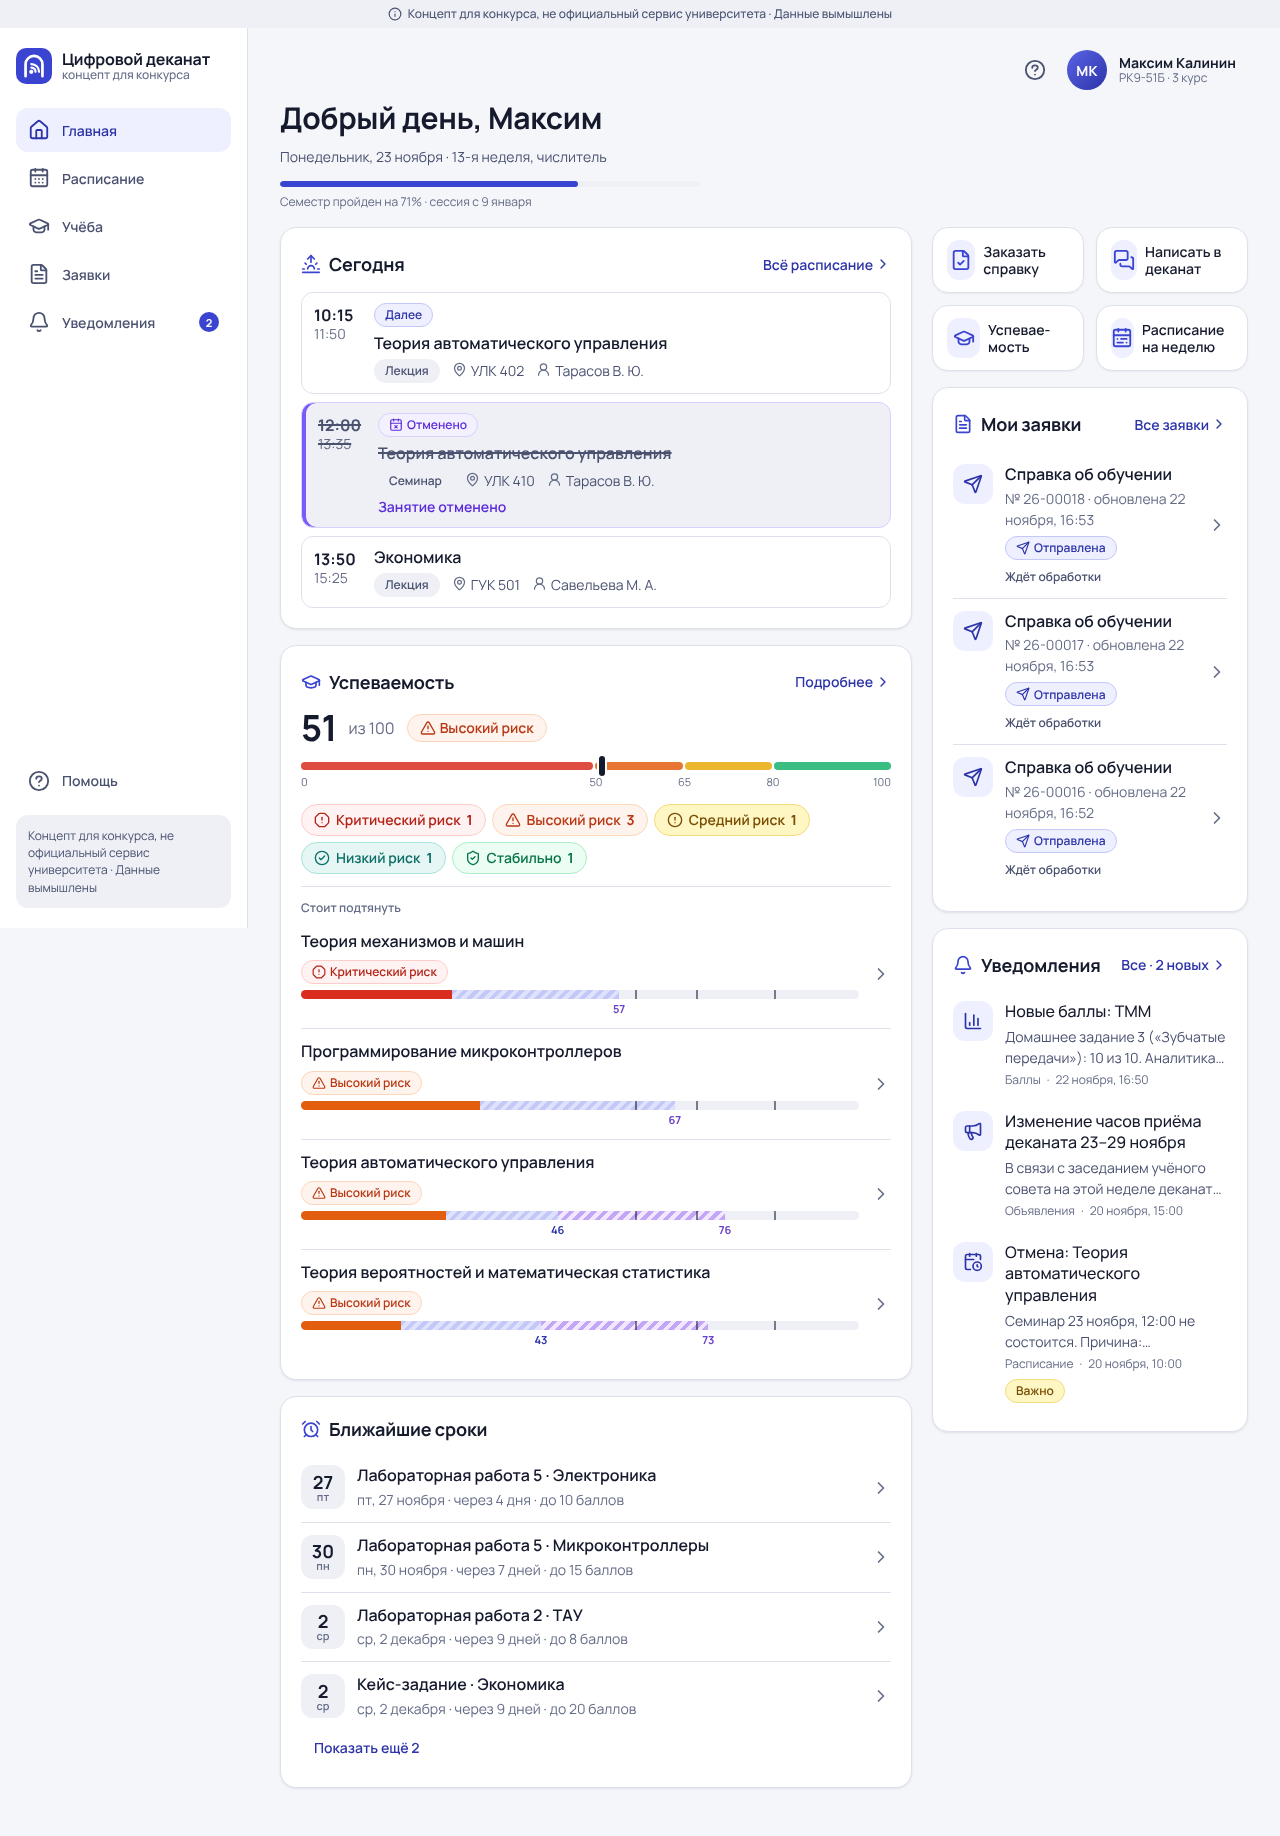 Концепт для конкурса, не официальный сервис университета · Данные вымышлены
Цифровой деканат
концепт для конкурса
Главная
Расписание
Учёба
Заявки
Уведомления
2
Помощь
Концепт для конкурса, не
официальный сервис
университета · Данные
вымышлены
МК
Максим Калинин
РК9-51Б · 3 курс
Добрый день, Максим
Понедельник, 23 ноября · 13-я неделя, числитель
Семестр пройден на 71% · сессия с 9 января
Сегодня
Всё расписание
10:15
11:50
Далее
Теория автоматического управления
Лекция
УЛК 402
Тарасов В. Ю.
12:00
13:35
Отменено
Теория автоматического управления
Семинар
УЛК 410
Тарасов В. Ю.
Занятие отменено
13:50
15:25
Экономика
Лекция
ГУК 501
Савельева М. А.
Успеваемость
Подробнее
51 из 100
Высокий риск
0
50
65
80
100
Критический риск 1
Высокий риск 3
Средний риск 1
Низкий риск 1
Стабильно 1
Стоит подтянуть
Теория механизмов и машин
Критический риск
57
Программирование микроконтроллеров
Высокий риск
67
Теория автоматического управления
Высокий риск
46
76
Теория вероятностей и математическая статистика
Высокий риск
43
73
Ближайшие сроки
27
пт
Лабораторная работа 5 · Электроника
пт, 27 ноября · через 4 дня · до 10 баллов
30
пн
Лабораторная работа 5 · Микроконтроллеры
пн, 30 ноября · через 7 дней · до 15 баллов
2
ср
Лабораторная работа 2 · ТАУ
ср, 2 декабря · через 9 дней · до 8 баллов
2
ср
Кейс-задание · Экономика
ср, 2 декабря · через 9 дней · до 20 баллов
Показать ещё 2
Заказать
справку
Написать в
деканат
Успевае-
мость
Расписание
на неделю
Мои заявки
Все заявки
Справка об обучении
№ 26-00018 · обновлена 22
ноября, 16:53
Отправлена
Ждёт обработки
Справка об обучении
№ 26-00017 · обновлена 22
ноября, 16:53
Отправлена
Ждёт обработки
Справка об обучении
№ 26-00016 · обновлена 22
ноября, 16:52
Отправлена
Ждёт обработки
Уведомления
Все · 2 новых
Новые баллы: ТММ
Домашнее задание 3 («Зубчатые
передачи»): 10 из 10. Аналитика…
Баллы · 22 ноября, 16:50
Изменение часов приёма
деканата 23–29 ноября
В связи с заседанием учёного
совета на этой неделе деканат…
Объявления · 20 ноября, 15:00
Отмена: Теория
автоматического
управления
Семинар 23 ноября, 12:00 не
состоится. Причина:…
Расписание · 20 ноября, 10:00
Важно